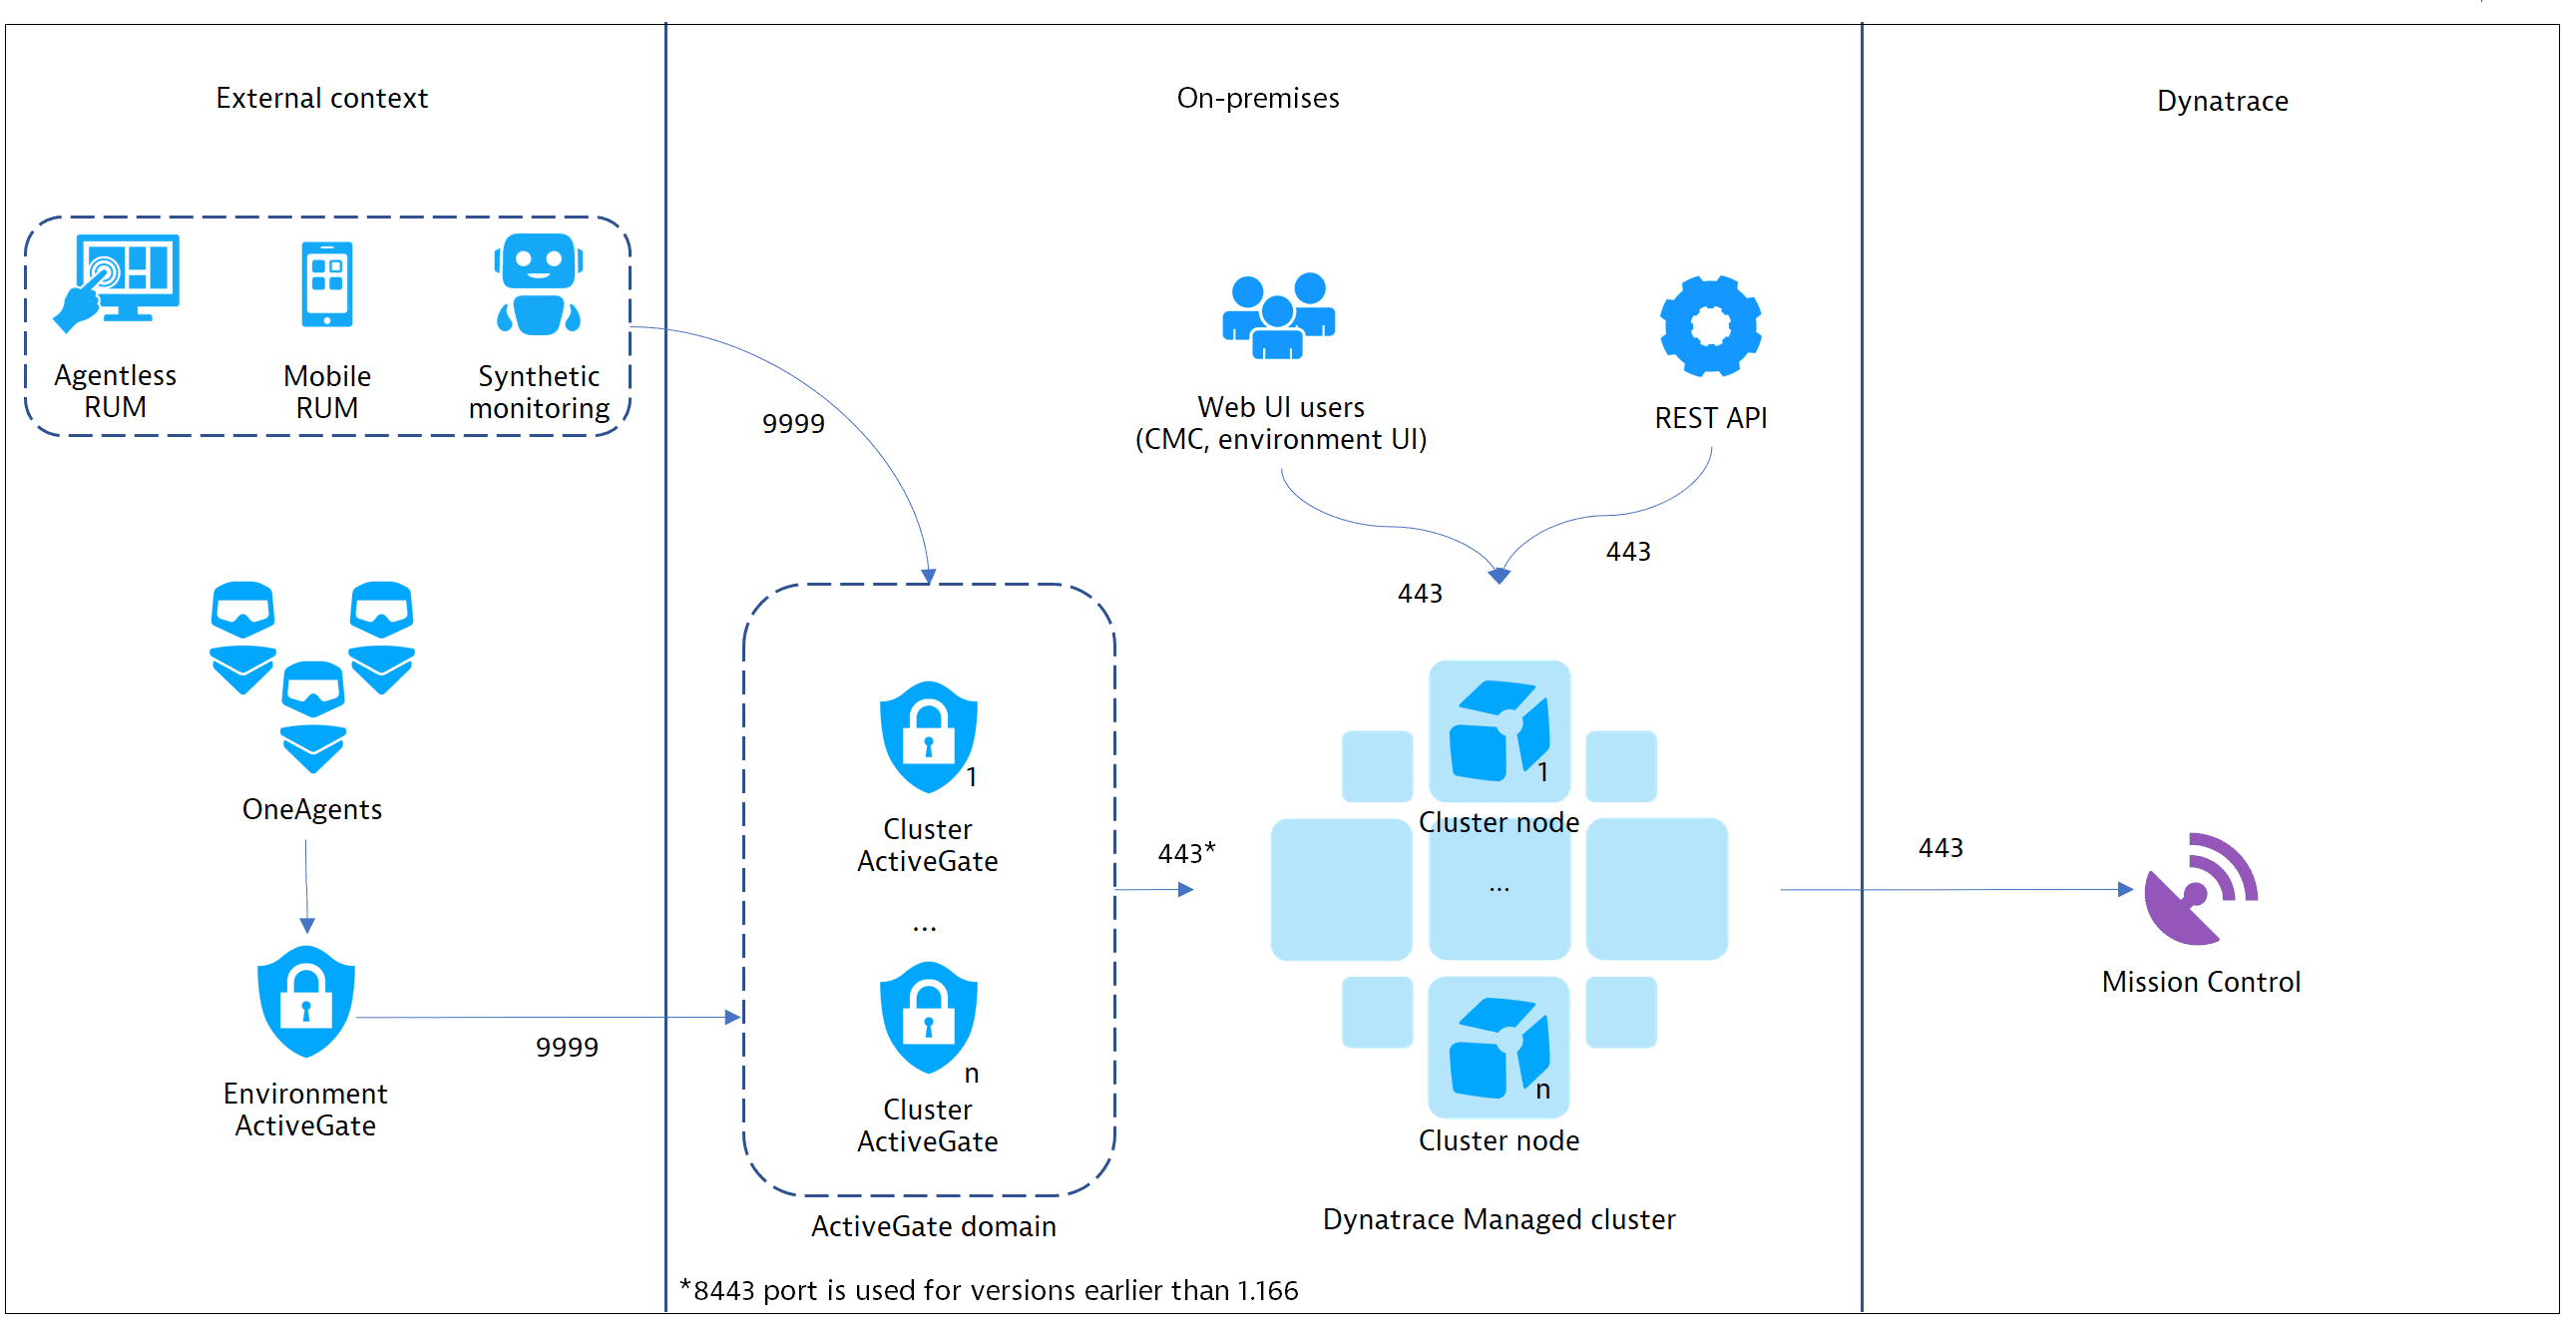 External context
On-premises
Dynatrace
Agentless
RUM
Mobile
RUM
Synthetic
monitoring
9999
Web UI users
(CMC, environment UI)
REST API
443
443
OneAgents
Environment
ActiveGate
9999
1
Cluster
ActiveGate
...
n
Cluster
ActiveGate
ActiveGate domain
443*
1
Cluster node
...
n
Cluster node
Dynatrace Managed cluster
443
Mission Control
*8443 port is used for versions earlier than 1.166